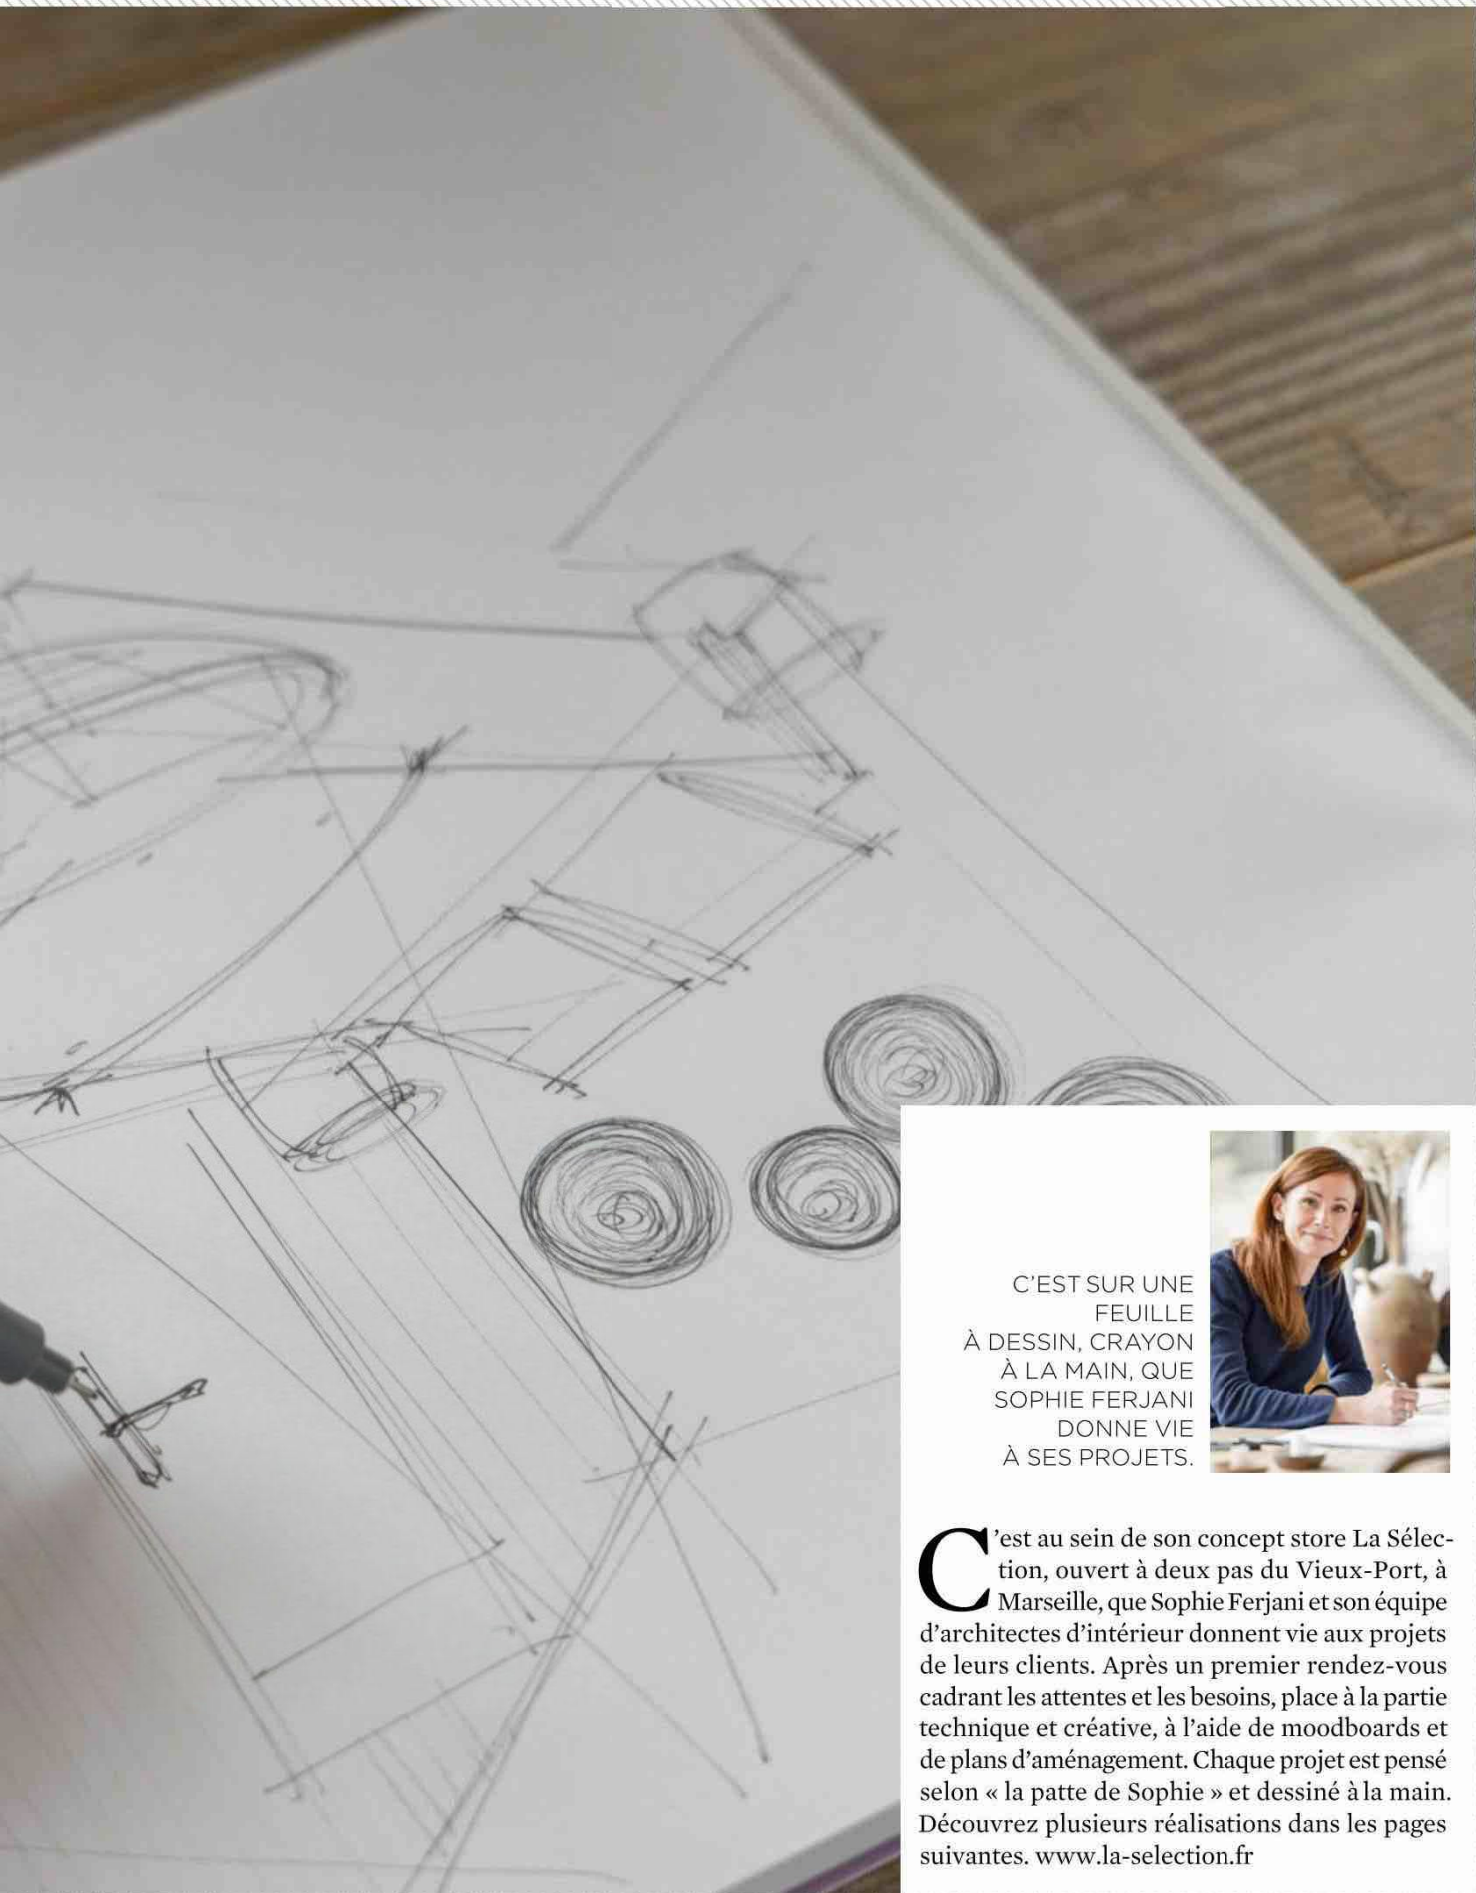 C'EST SUR UNE
FEUILLE
À DESSIN, CRAYON
À LA MAIN, QUE
SOPHIE FERJANI
DONNE VIE
À SES PROJETS.
C'est au sein de son concept store La Sélec-
tion, ouvert à deux pas du Vieux-Port, à
Marseille, que Sophie Ferjani et son équipe
d'architectes d'intérieur donnent vie aux projets
de leurs clients. Après un premier rendez-vous
cadrant les attentes et les besoins, place à la partie
technique et créative, à l'aide de moodboards et
de plans d'aménagement. Chaque projet est pensé
selon « la patte de Sophie » et dessiné à la main.
Découvrez plusieurs réalisations dans les pages
suivantes. www.la-selection.fr